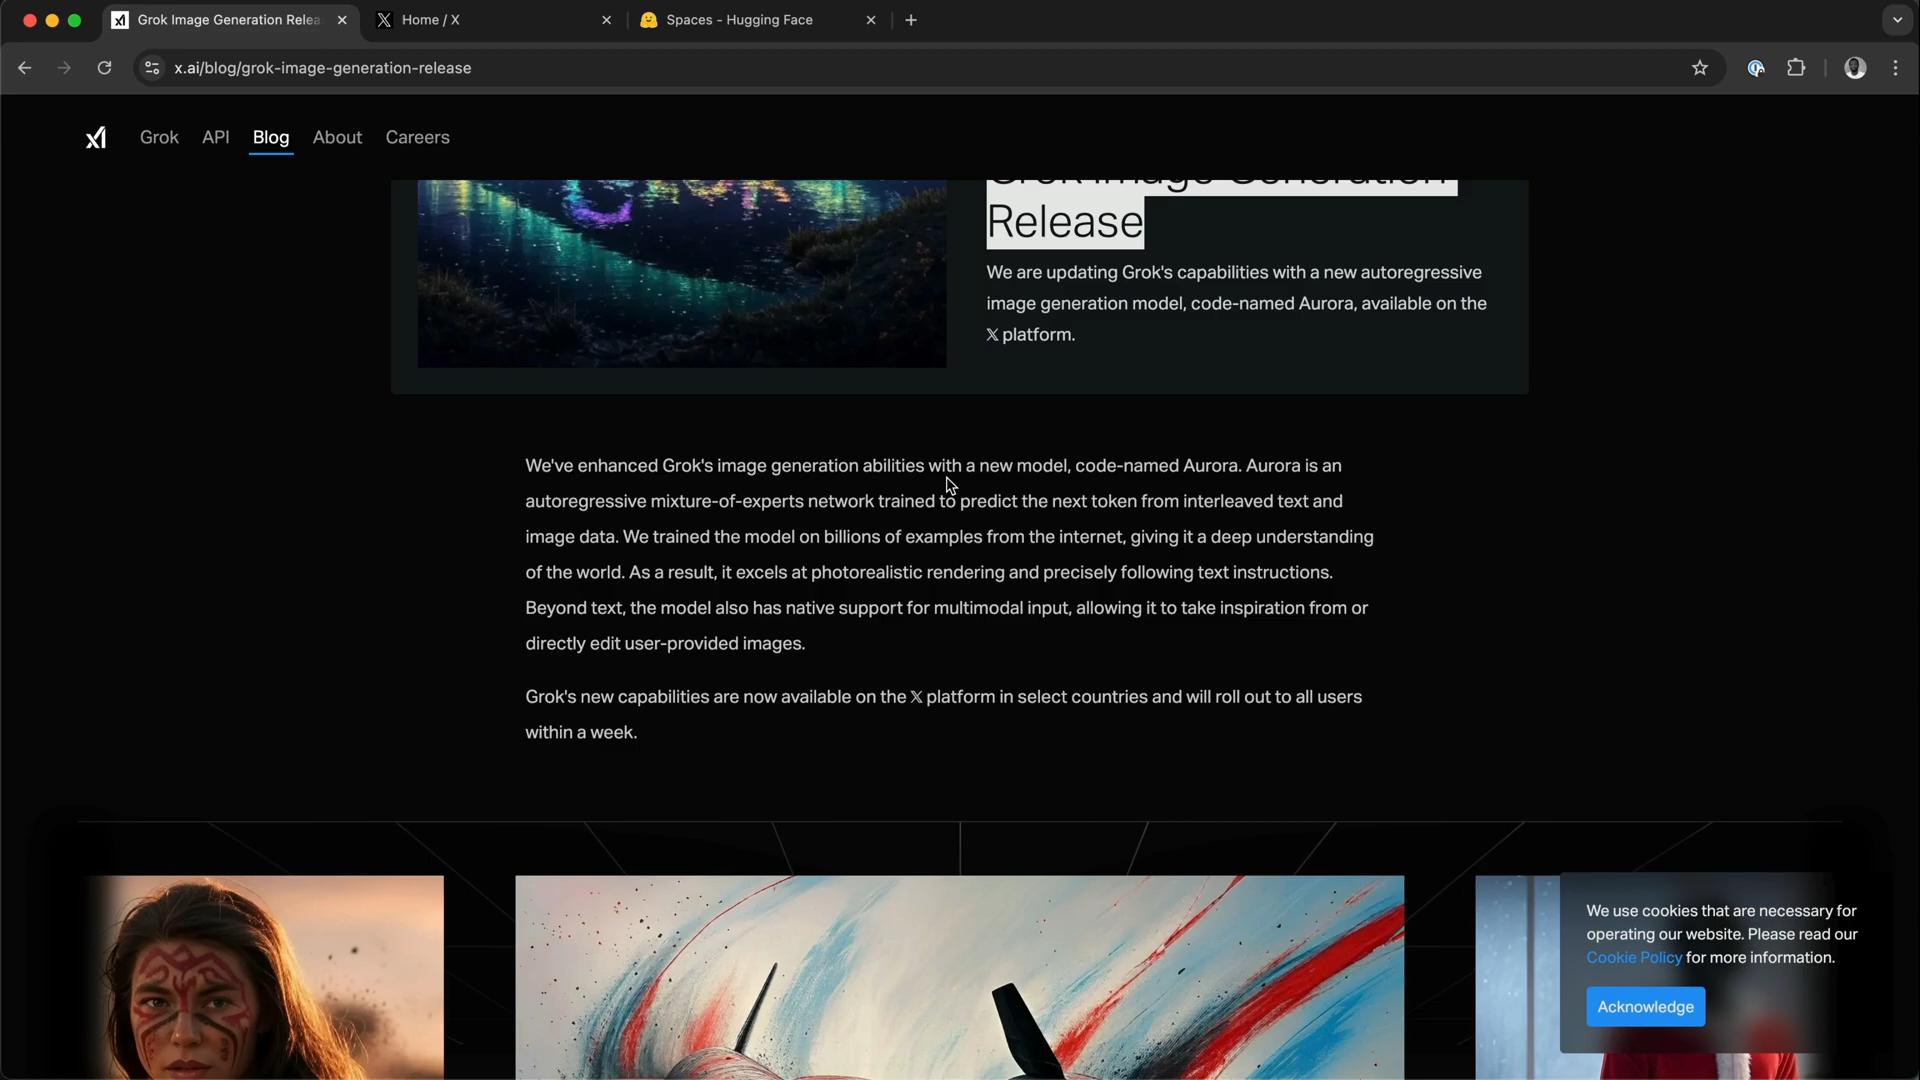 Grok Image Generation Relea
Home / X
Spaces - Hugging Face
x.ai/blog/grok-image-generation-release
Grok API Blog About Careers
Grok Image Generation
Release
We are updating Grok's capabilities with a new autoregressive
image generation model, code-named Aurora, available on the
𝕏 platform.
We've enhanced Grok's image generation abilities with a new model, code-named Aurora. Aurora is an
autoregressive mixture-of-experts network trained to predict the next token from interleaved text and
image data. We trained the model on billions of examples from the internet, giving it a deep understanding
of the world. As a result, it excels at photorealistic rendering and precisely following text instructions.
Beyond text, the model also has native support for multimodal input, allowing it to take inspiration from or
directly edit user-provided images.
Grok's new capabilities are now available on the 𝕏 platform in select countries and will roll out to all users
within a week.
We use cookies that are necessary for
operating our website. Please read our
Cookie Policy for more information.
Acknowledge